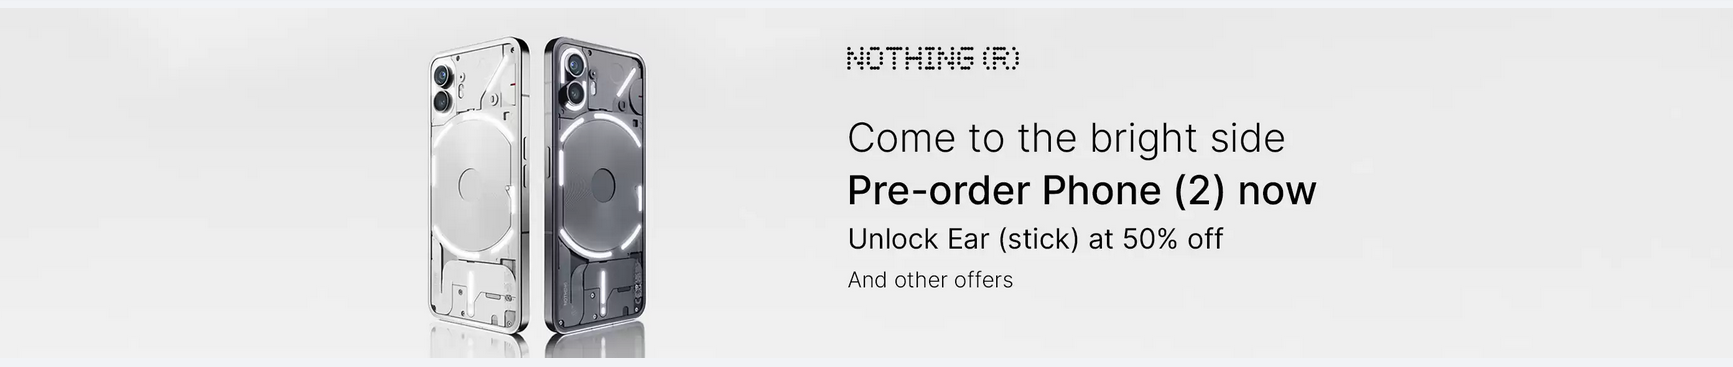 NOTHING (R)
Come to the bright side
Pre-order Phone (2) now
Unlock Ear (stick) at 50% off
And other offers